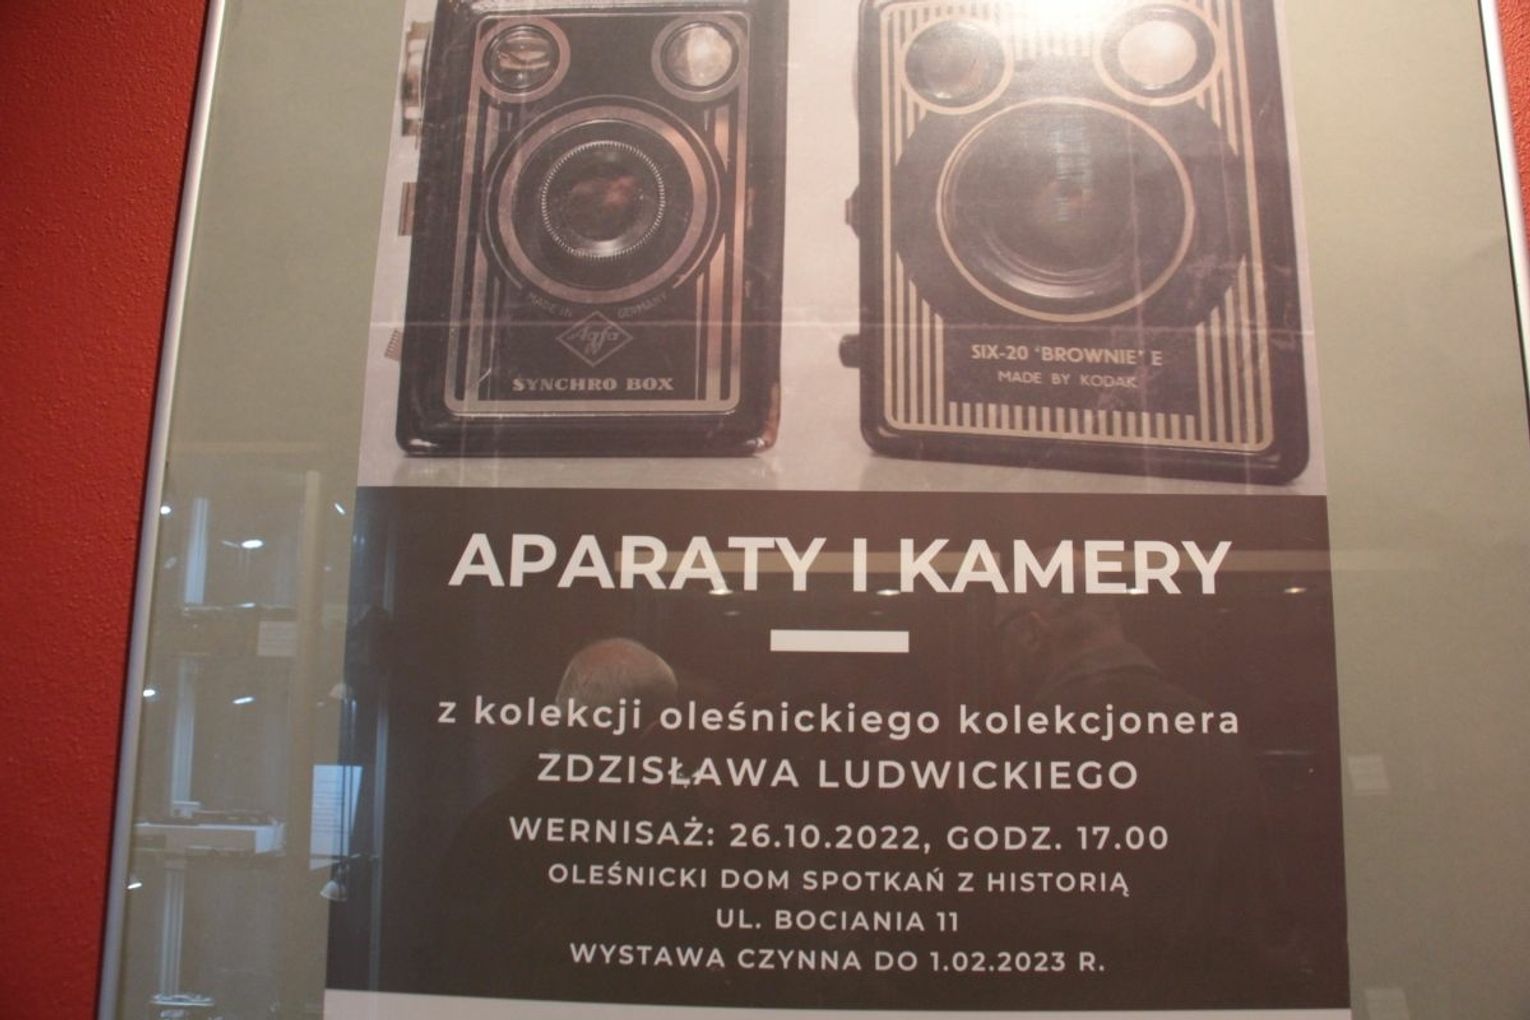 MADE IN GERMANY
Agfa
SYNCHRO BOX
SIX-20 'BROWNIE' E
MADE BY KODAK
APARATY I KAMERY
z kolekcji oleśnickiego kolekcjonera
ZDZISŁAWA LUDWICKIEGO
WERNISAŻ: 26.10.2022, GODZ. 17.00
OLEŚNICKI DOM SPOTKAŃ Z HISTORIĄ
UL. BOCIANIA 11
WYSTAWA CZYNNA DO 1.02.2023 R.